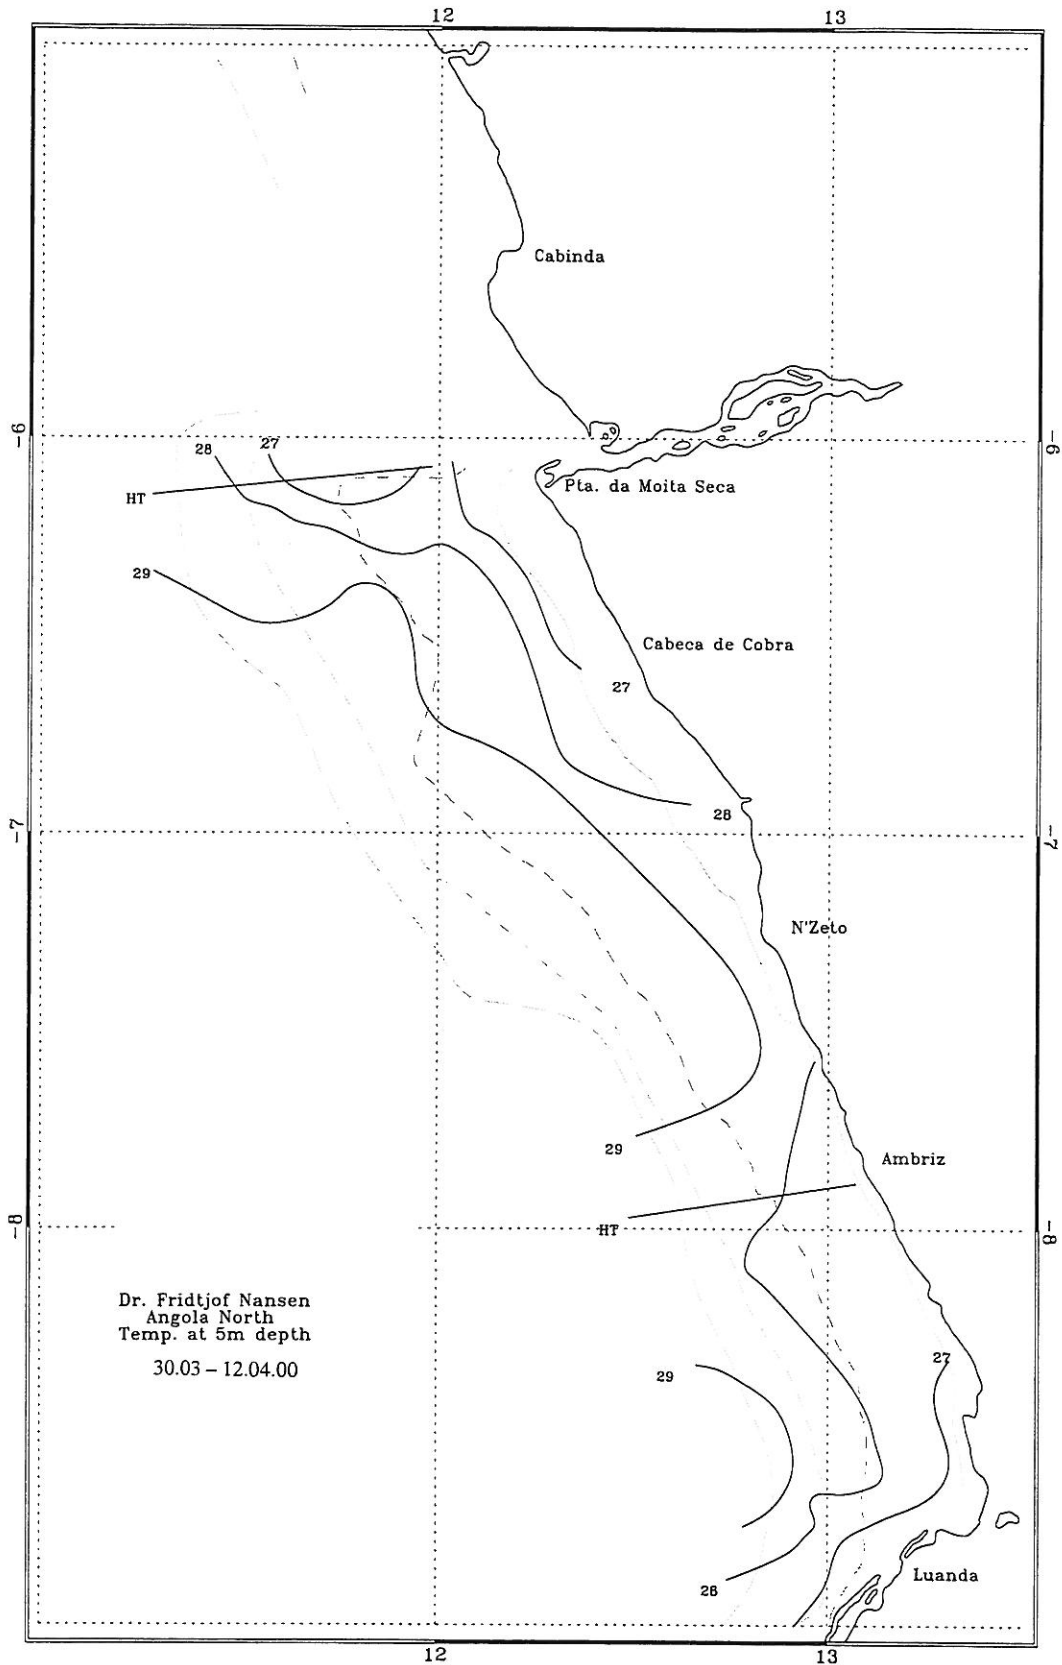 12 13
Cabinda
-6
-6
28
27
HT
Pta. da Moita Seca
29
Cabeca de Cobra
27
28
-7
-7
N'Zeto
29
Ambriz
-8
HT
-8
Dr. Fridtjof Nansen
Angola North
Temp. at 5m depth
30.03 – 12.04.00
27
29
Luanda
28
12 13